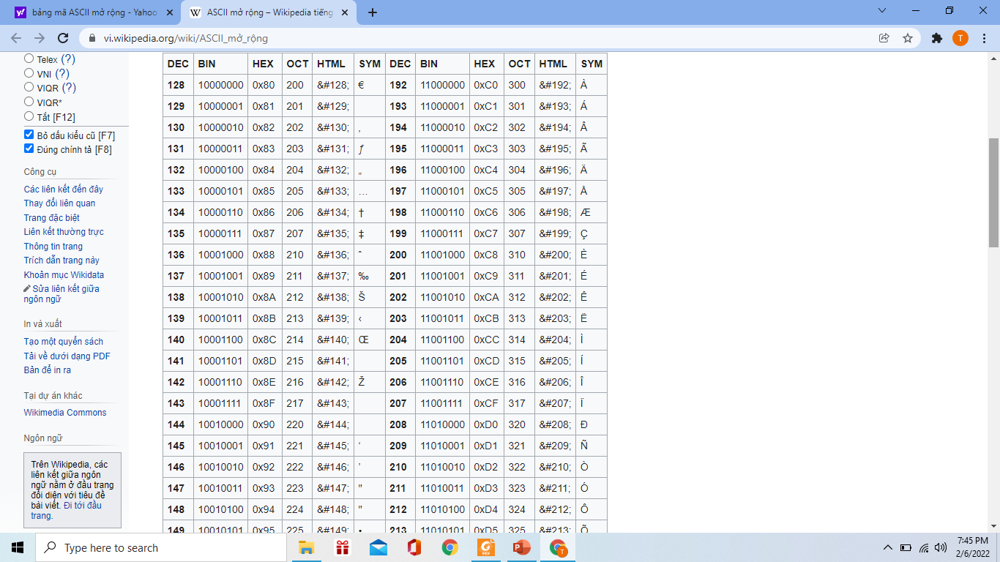 bảng mã ASCII mở rộng - Yahoo
ASCII mở rộng – Wikipedia tiếng
vi.wikipedia.org/wiki/ASCII_mở_rộng
T
Telex (?)
VNI (?)
VIQR (?)
VIQR*
Tắt [F12]
Bỏ dấu kiểu cũ [F7]
Đúng chính tả [F8]
Công cụ
Các liên kết đến đây
Thay đổi liên quan
Trang đặc biệt
Liên kết thường trực
Thông tin trang
Trích dẫn trang này
Khoản mục Wikidata
Sửa liên kết giữa
ngôn ngữ
In và xuất
Tạo một quyển sách
Tải về dưới dạng PDF
Bản để in ra
Tại dự án khác
Wikimedia Commons
Ngôn ngữ
Trên Wikipedia, các
liên kết giữa ngôn
ngữ nằm ở đầu trang
đối diện với tiêu đề
bài viết. Đi tới đầu
trang.
DEC BIN HEX OCT HTML SYM DEC BIN HEX OCT HTML SYM
128 10000000 0x80 200 &#128; € 192 11000000 0xC0 300 &#192; À
129 10000001 0x81 201 &#129; 193 11000001 0xC1 301 &#193; Á
130 10000010 0x82 202 &#130; ‚ 194 11000010 0xC2 302 &#194; Â
131 10000011 0x83 203 &#131; ƒ 195 11000011 0xC3 303 &#195; Ã
132 10000100 0x84 204 &#132; „ 196 11000100 0xC4 304 &#196; Ä
133 10000101 0x85 205 &#133; … 197 11000101 0xC5 305 &#197; Å
134 10000110 0x86 206 &#134; † 198 11000110 0xC6 306 &#198; Æ
135 10000111 0x87 207 &#135; ‡ 199 11000111 0xC7 307 &#199; Ç
136 10001000 0x88 210 &#136; ˆ 200 11001000 0xC8 310 &#200; È
137 10001001 0x89 211 &#137; ‰ 201 11001001 0xC9 311 &#201; É
138 10001010 0x8A 212 &#138; Š 202 11001010 0xCA 312 &#202; Ê
139 10001011 0x8B 213 &#139; ‹ 203 11001011 0xCB 313 &#203; Ë
140 10001100 0x8C 214 &#140; Œ 204 11001100 0xCC 314 &#204; Ì
141 10001101 0x8D 215 &#141; 205 11001101 0xCD 315 &#205; Í
142 10001110 0x8E 216 &#142; Ž 206 11001110 0xCE 316 &#206; Î
143 10001111 0x8F 217 &#143; 207 11001111 0xCF 317 &#207; Ï
144 10010000 0x90 220 &#144; 208 11010000 0xD0 320 &#208; Ð
145 10010001 0x91 221 &#145; ‘ 209 11010001 0xD1 321 &#209; Ñ
146 10010010 0x92 222 &#146; ’ 210 11010010 0xD2 322 &#210; Ò
147 10010011 0x93 223 &#147; " 211 11010011 0xD3 323 &#211; Ó
148 10010100 0x94 224 &#148; " 212 11010100 0xD4 324 &#212; Ô
149 10010101 0x95 225 &#149; • 213 11010101 0xD5 325 &#213; Õ
Type here to search
PDF
T
7:45 PM
2/6/2022